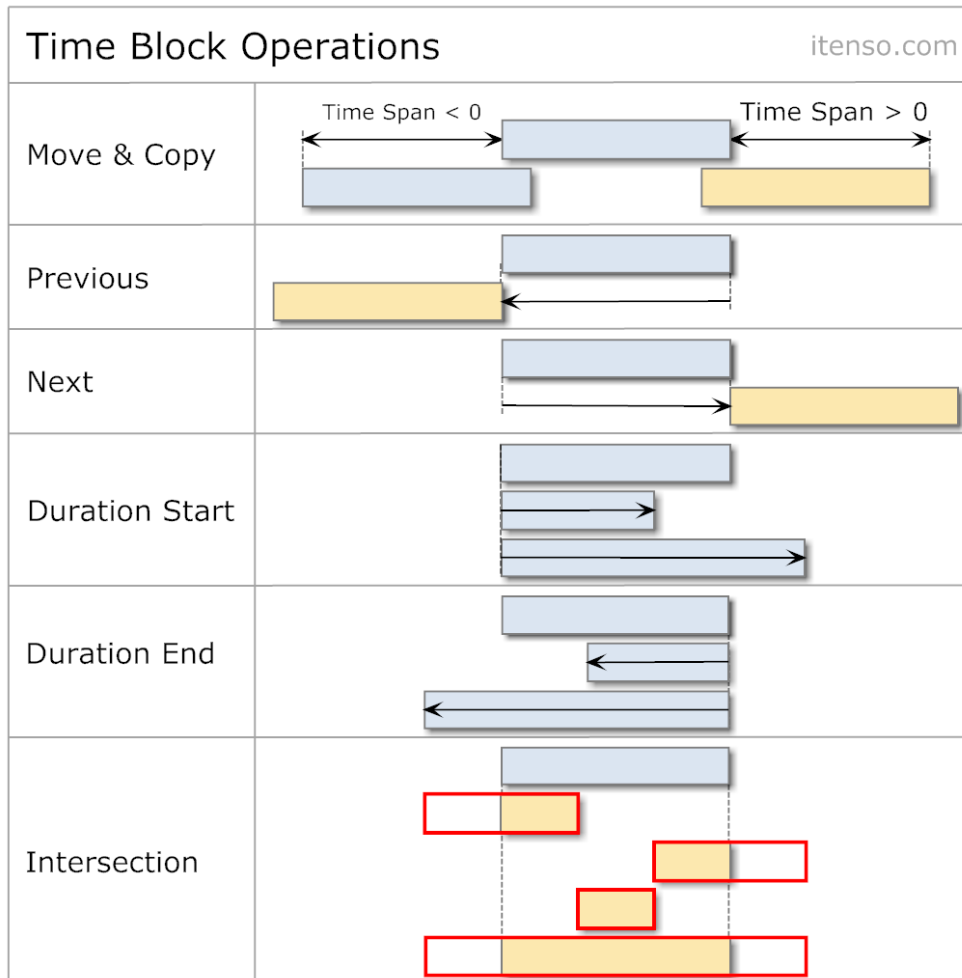 Time Block Operations
itenso.com
Time Span < 0
Time Span > 0
Move & Copy
Previous
Next
Duration Start
Duration End
Intersection